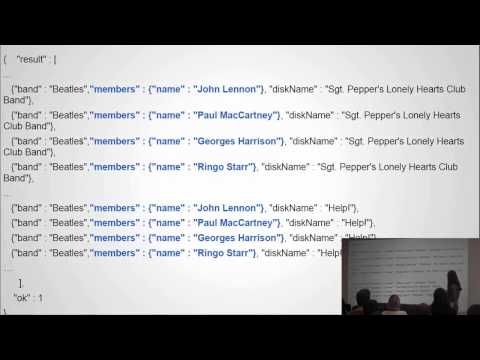 { "result" : [
...
{"band" : "Beatles","members" : {"name" : "John Lennon"}, "diskName" : "Sgt. Pepper's Lonely Hearts Club
Band"},
{"band" : "Beatles","members" : {"name" : "Paul MacCartney"}, "diskName" : "Sgt. Pepper's Lonely Hearts
Club Band"},
{"band" : "Beatles","members" : {"name" : "Georges Harrison"}, "diskName" : "Sgt. Pepper's Lonely Hearts
Club Band"},
{"band" : "Beatles","members" : {"name" : "Ringo Starr"}, "diskName" : "Sgt. Pepper's Lonely Hearts Club
Band"},
...
{"band" : "Beatles","members" : {"name" : "John Lennon"}, "diskName" : "Help!"},
{"band" : "Beatles","members" : {"name" : "Paul MacCartney"}, "diskName" : "Help!"},
{"band" : "Beatles","members" : {"name" : "Georges Harrison"}, "diskName" : "Help!"},
{"band" : "Beatles","members" : {"name" : "Ringo Starr"}, "diskName" : "Help
...
],
"ok" : 1
}